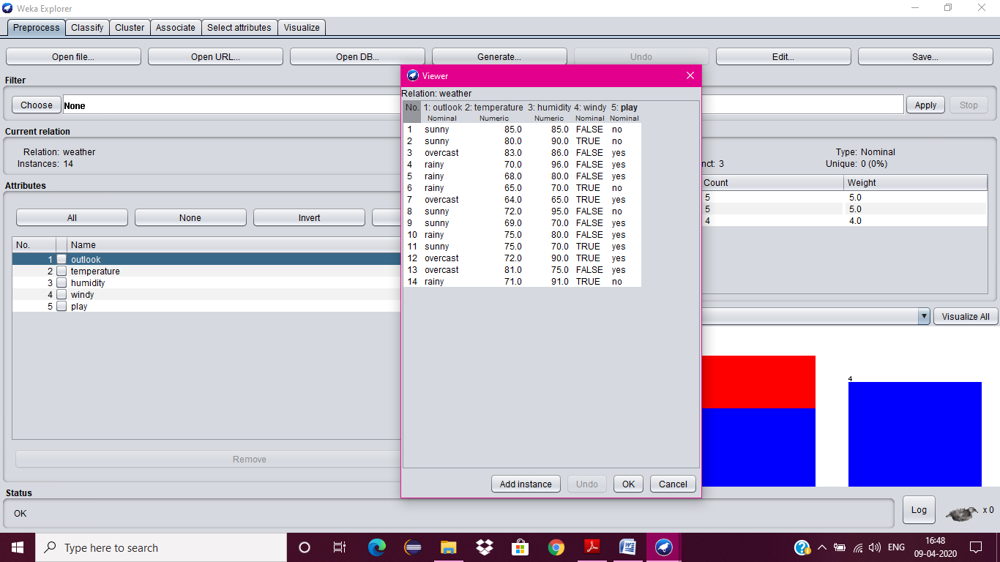 Weka Explorer
Preprocess Classify Cluster Associate Select attributes Visualize
Open file... Open URL... Open DB... Generate... Undo Edit... Save...
Filter
Choose None Apply Stop
Current relation
Relation: weather
Instances: 14
Attributes
All None Invert
No. Name
1 outlook
2 temperature
3 humidity
4 windy
5 play
Remove
Viewer
Relation: weather
No. 1: outlook 2: temperature 3: humidity 4: windy 5: play
Nominal Numeric Numeric Nominal Nominal
1 sunny 85.0 85.0 FALSE no
2 sunny 80.0 90.0 TRUE no
3 overcast 83.0 86.0 FALSE yes
4 rainy 70.0 96.0 FALSE yes
5 rainy 68.0 80.0 FALSE yes
6 rainy 65.0 70.0 TRUE no
7 overcast 64.0 65.0 TRUE yes
8 sunny 72.0 95.0 FALSE no
9 sunny 69.0 70.0 FALSE yes
10 rainy 75.0 80.0 FALSE yes
11 sunny 75.0 70.0 TRUE yes
12 overcast 72.0 90.0 TRUE yes
13 overcast 81.0 75.0 FALSE yes
14 rainy 71.0 91.0 TRUE no
Add instance Undo OK Cancel
Type: Nominal
nct: 3 Unique: 0 (0%)
Count Weight
5 5.0
5 5.0
4 4.0
Visualize All
4
Status
OK
Log x 0
Type here to search
ENG
16:48
09-04-2020